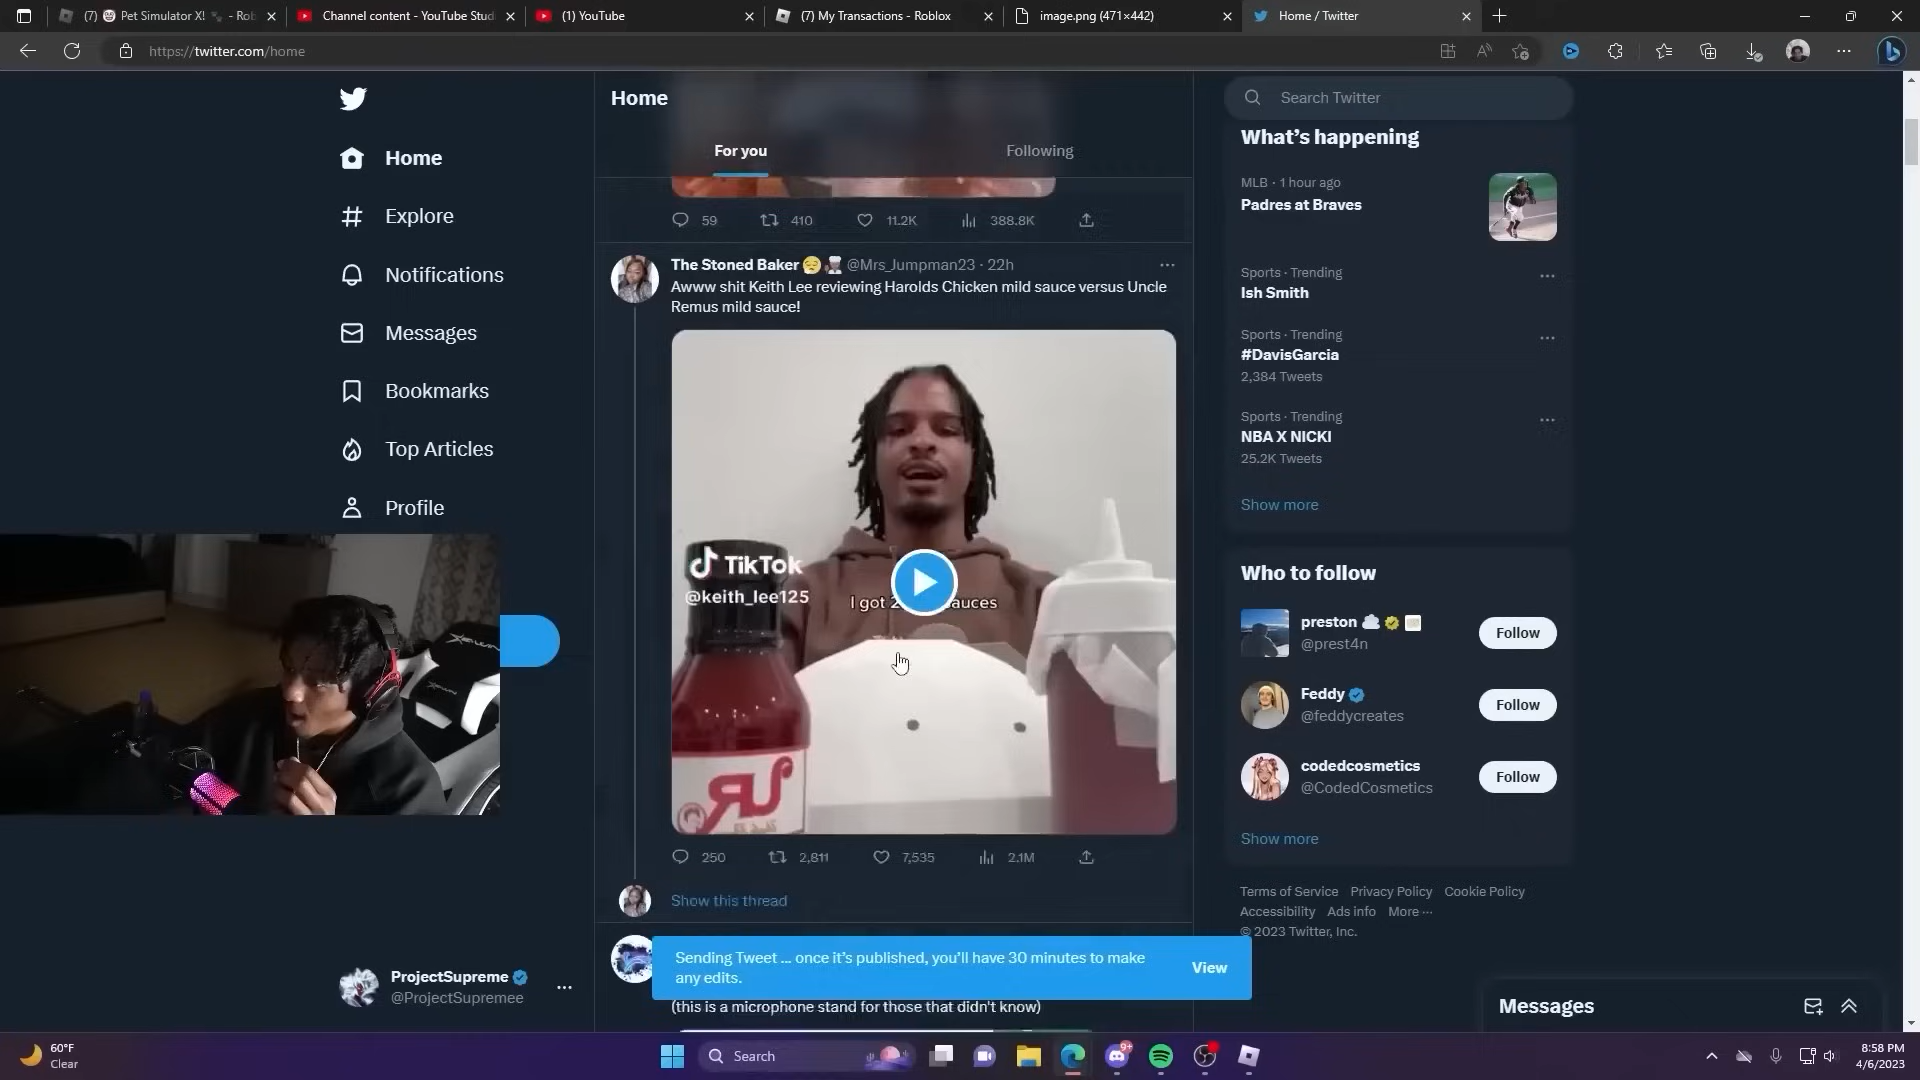 (7) Pet Simulator X! - Rob
Channel content - YouTube Stud
(1) YouTube
(7) My Transactions - Roblox
image.png (471×442)
Home / Twitter
https://twitter.com/home
Home
Explore
Notifications
Messages
Bookmarks
Top Articles
Profile
ProjectSupreme
@ProjectSupremee
Home
For you
Following
59
410
11.2K
388.8K
The Stoned Baker @Mrs_Jumpman23 · 22h
Awww shit Keith Lee reviewing Harolds Chicken mild sauce versus Uncle
Remus mild sauce!
TikTok
@keith_lee125
I got 2 auces
UR
250
2,811
7,535
2.1M
Show this thread
Sending Tweet ... once it's published, you'll have 30 minutes to make
any edits.
View
(this is a microphone stand for those that didn't know)
Search Twitter
What's happening
MLB · 1 hour ago
Padres at Braves
Sports · Trending
Ish Smith
Sports · Trending
#DavisGarcia
2,384 Tweets
Sports · Trending
NBA X NICKI
25.2K Tweets
Show more
Who to follow
preston
@prest4n
Follow
Feddy
@feddycreates
Follow
codedcosmetics
@CodedCosmetics
Follow
Show more
Terms of Service Privacy Policy Cookie Policy
Accessibility Ads info More ···
© 2023 Twitter, Inc.
Messages
60°F
Clear
Search
9+
8:58 PM
4/6/2023